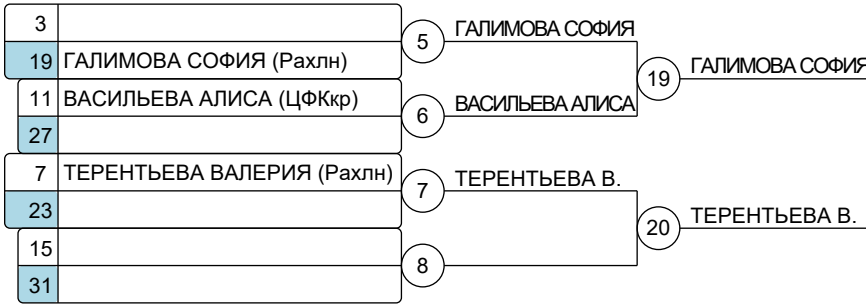 3
5
ГАЛИМОВА СОФИЯ
19 ГАЛИМОВА СОФИЯ (Рахлн)
19
ГАЛИМОВА СОФИЯ
11 ВАСИЛЬЕВА АЛИСА (ЦФКкр)
6
ВАСИЛЬЕВА АЛИСА
27
7 ТЕРЕНТЬЕВА ВАЛЕРИЯ (Рахлн)
7
ТЕРЕНТЬЕВА В.
23
20
ТЕРЕНТЬЕВА В.
15
8
31